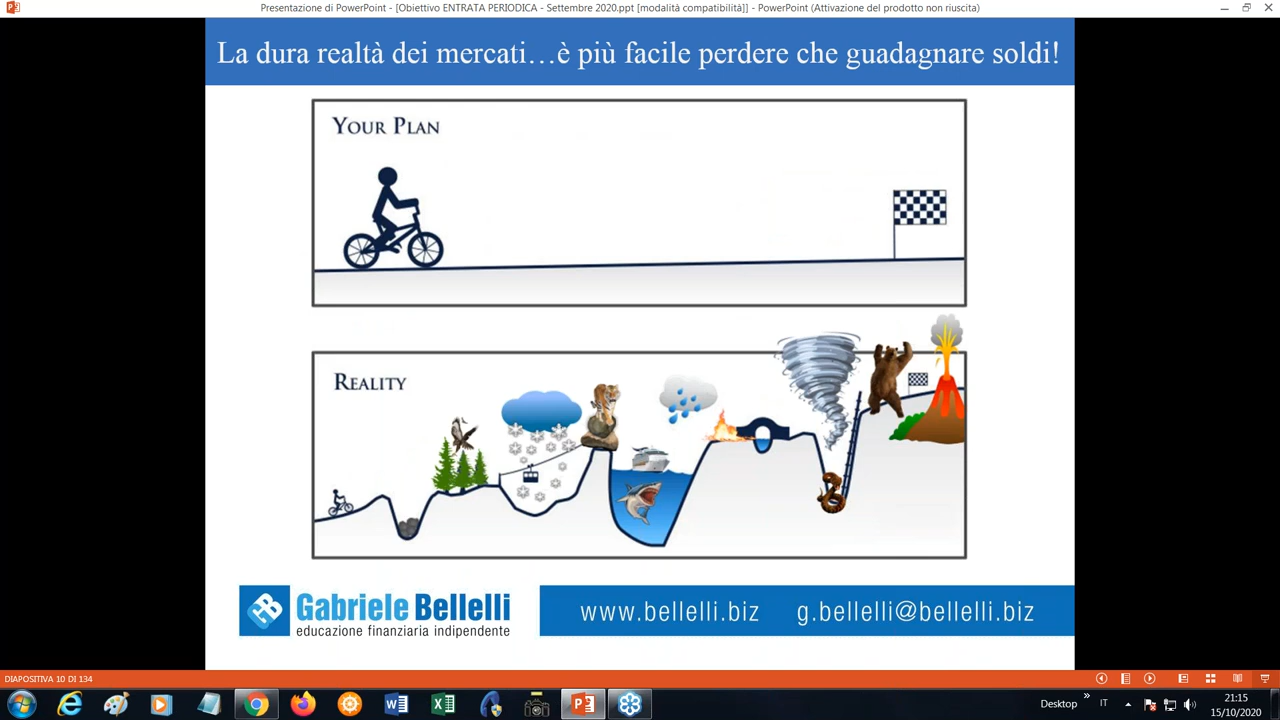 Presentazione di PowerPoint - [Obiettivo ENTRATA PERIODICA - Settembre 2020.ppt [modalità compatibilità]] - PowerPoint (Attivazione del prodotto non riuscita)
La dura realtà dei mercati…è più facile perdere che guadagnare soldi!
YOUR PLAN
REALITY
Gabriele Bellelli
educazione finanziaria indipendente
www.bellelli.biz g.bellelli@bellelli.biz
DIAPOSITIVA 10 DI 134
Desktop » IT 21:15
15/10/2020